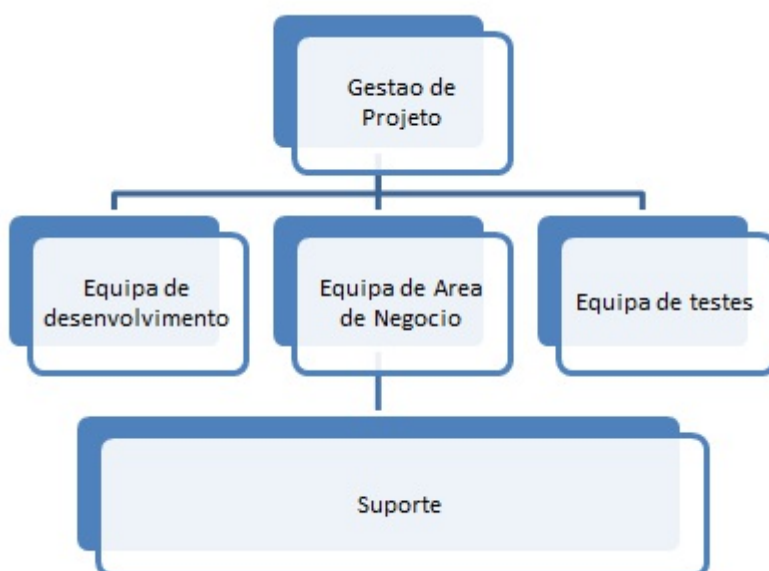 Gestao de
Projeto
Equipa de
desenvolvimento
Equipa de Area
de Negocio
Equipa de testes
Suporte